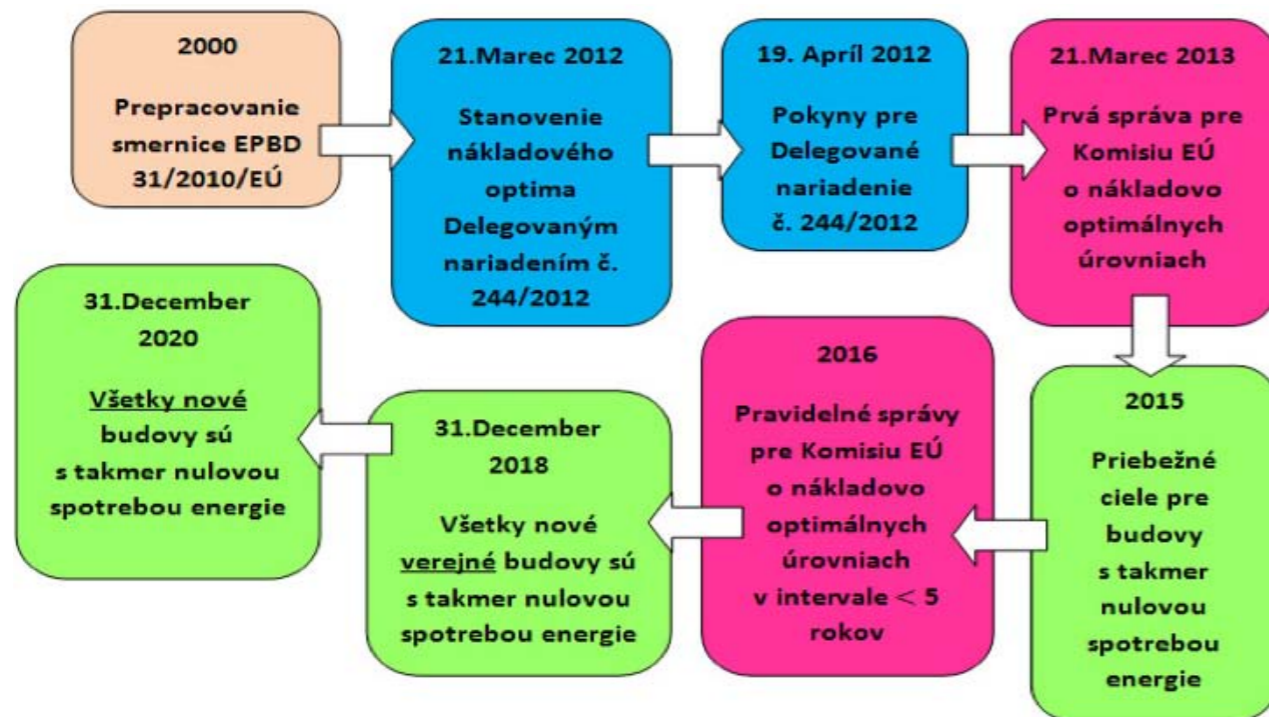 2000
Prepracovanie
smernice EPBD
31/2010/EÚ
21.Marec 2012
Stanovenie
nákladového
optima
Delegovaným
nariadením č.
244/2012
19. Apríl 2012
Pokyny pre
Delegované
nariadenie
č. 244/2012
21.Marec 2013
Prvá správa pre
Komisiu EÚ
o nákladovo
optimálnych
úrovniach
2015
Priebežné
ciele pre
budovy
s takmer
nulovou
spotrebou
energie
2016
Pravidelné správy
pre Komisiu EÚ
o nákladovo
optimálnych
úrovniach
v intervale < 5
rokov
31.December
2018
Všetky nové
verejné budovy sú
s takmer nulovou
spotrebou energie
31.December
2020
Všetky nové
budovy sú
s takmer nulovou
spotrebou energie